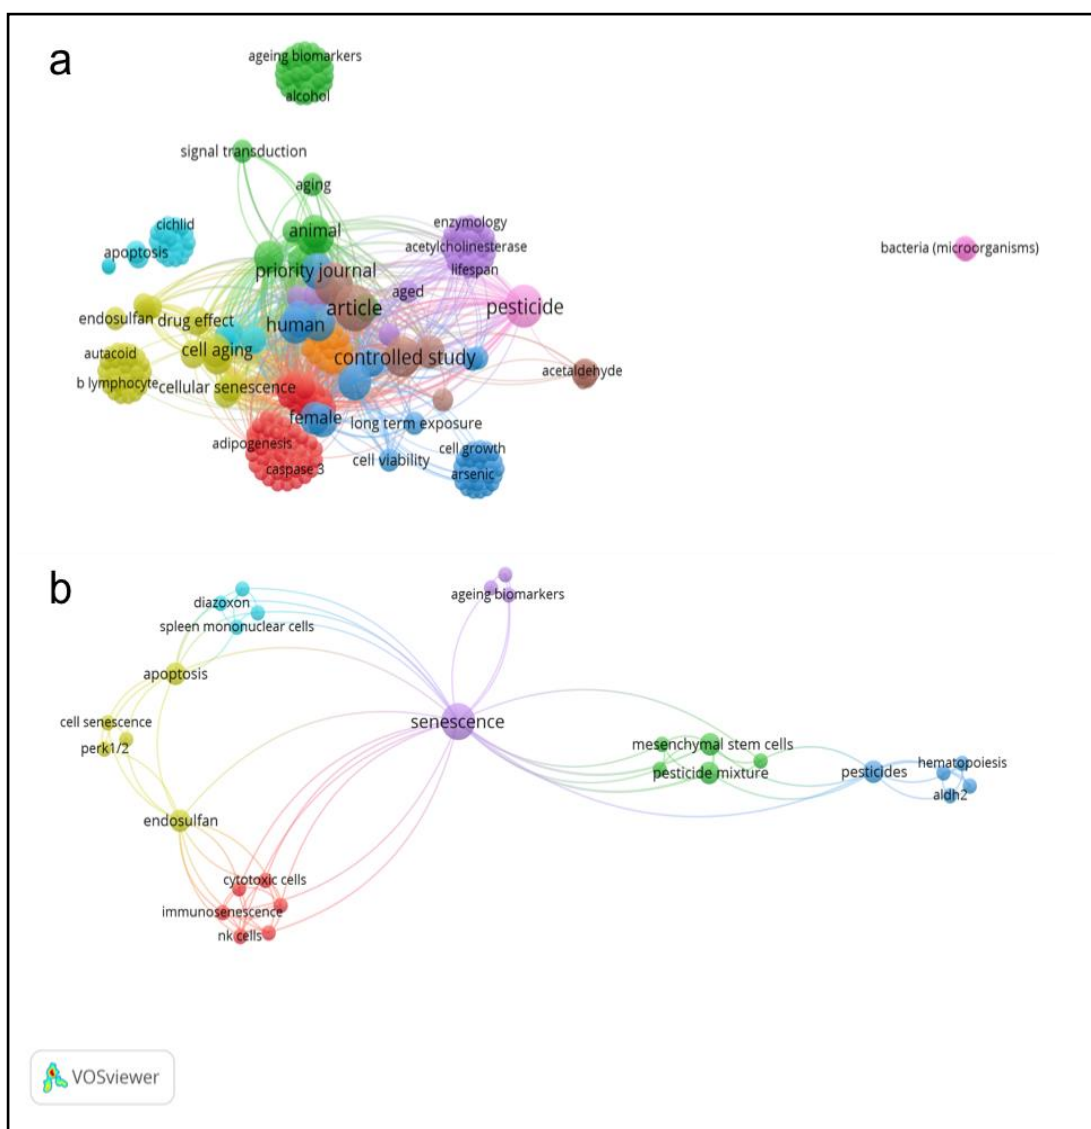 a
ageing biomarkers
alcohol
signal transduction
aging
cichlid
apoptosis
animal
enzymology
acetylcholinesterase
lifespan
bacteria (microorganisms)
priority journal
aged
article
pesticide
endosulfan
drug effect
human
autacoid
cell aging
controlled study
b lymphocyte
cellular senescence
acetaldehyde
female
long term exposure
adipogenesis
cell growth
cell viability
caspase 3
arsenic
b
diazoxon
ageing biomarkers
spleen mononuclear cells
apoptosis
cell senescence
senescence
perk1/2
mesenchymal stem cells
hematopoiesis
pesticide mixture
pesticides
aldh2
endosulfan
cytotoxic cells
immunosenescence
nk cells
VOSviewer